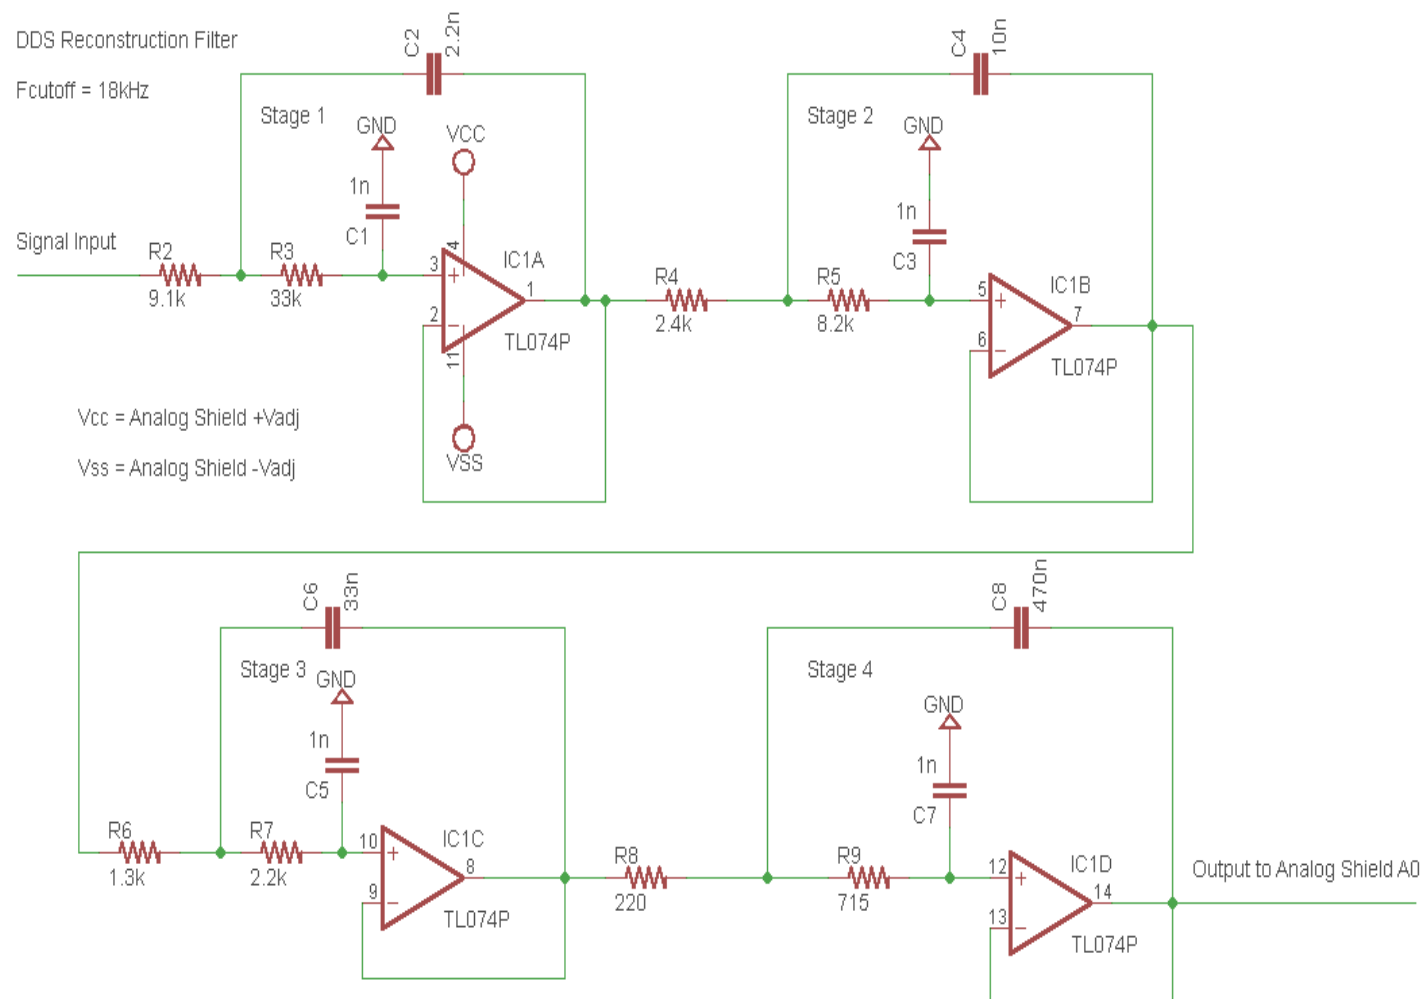 DDS Reconstruction Filter
Fcutoff = 18kHz
C2
2.2n
Stage 1
GND
VCC
1n
C1
Signal Input
R2
9.1k
R3
33k
3
2
4
11
1
IC1A
TL074P
VSS
Vcc = Analog Shield +Vadj
Vss = Analog Shield -Vadj
C4
10n
Stage 2
GND
1n
C3
R4
2.4k
R5
8.2k
5
6
7
IC1B
TL074P
C6
33n
Stage 3
GND
1n
C5
R6
1.3k
R7
2.2k
10
9
8
IC1C
TL074P
C8
470n
Stage 4
GND
1n
C7
R8
220
R9
715
12
13
14
IC1D
TL074P
Output to Analog Shield A0